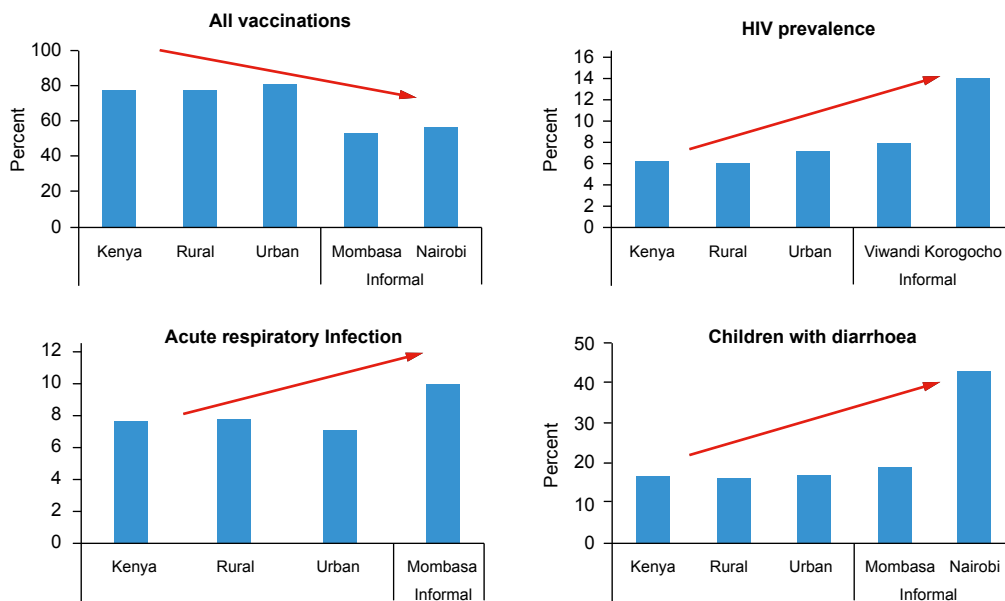 All vaccinations
Percent
100
80
60
40
20
0
Kenya Rural Urban Mombasa Nairobi
Informal
HIV prevalence
Percent
16
14
12
10
8
6
4
2
0
Kenya Rural Urban Viwandi Korogocho
Informal
Acute respiratory Infection
12
10
8
6
4
2
0
Kenya Rural Urban Mombasa
Informal
Children with diarrhoea
Percent
50
40
30
20
10
0
Kenya Rural Urban Mombasa Nairobi
Informal